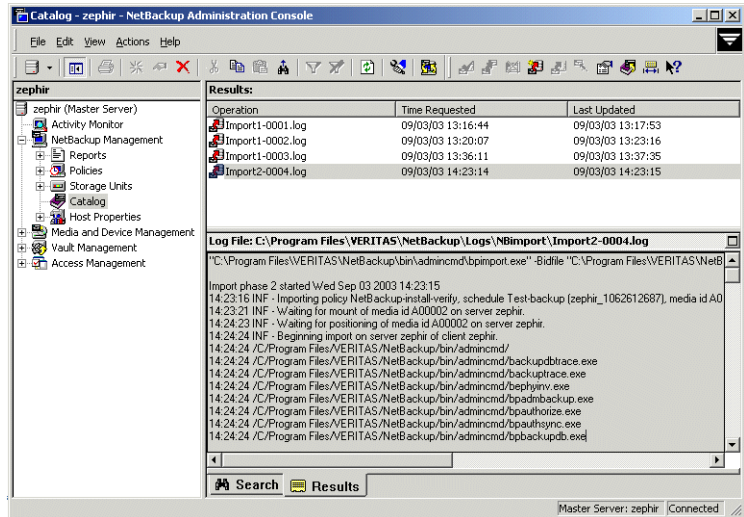 Catalog - zephir - NetBackup Administration Console
File Edit View Actions Help
zephir
zephir (Master Server)
Activity Monitor
NetBackup Management
Reports
Policies
Storage Units
Catalog
Host Properties
Media and Device Management
Vault Management
Access Management
Results:
Operation Time Requested Last Updated
Import1-0001.log 09/03/03 13:16:44 09/03/03 13:17:53
Import1-0002.log 09/03/03 13:20:07 09/03/03 13:23:16
Import1-0003.log 09/03/03 13:36:11 09/03/03 13:37:35
Import2-0004.log 09/03/03 14:23:14 09/03/03 14:23:15
Log File: C:\Program Files\VERITAS\NetBackup\Logs\NBimport\Import2-0004.log
"C:\Program Files\VERITAS\NetBackup\bin\admincmd\bpimport.exe" -Bidfile "C:\Program Files\VERITAS\NetB
Import phase 2 started Wed Sep 03 2003 14:23:15
14:23:16 INF - Importing policy NetBackup-install-verify, schedule Test-backup (zephir_1062612687), media id A0
14:23:21 INF - Waiting for mount of media id A00002 on server zephir.
14:24:23 INF - Waiting for positioning of media id A00002 on server zephir.
14:24:24 INF - Beginning import on server zephir of client zephir.
14:24:24 /C/Program Files/VERITAS/NetBackup/bin/admincmd/
14:24:24 /C/Program Files/VERITAS/NetBackup/bin/admincmd/backupdbtrace.exe
14:24:24 /C/Program Files/VERITAS/NetBackup/bin/admincmd/backuptrace.exe
14:24:24 /C/Program Files/VERITAS/NetBackup/bin/admincmd/bephyinv.exe
14:24:24 /C/Program Files/VERITAS/NetBackup/bin/admincmd/bpadmbackup.exe
14:24:24 /C/Program Files/VERITAS/NetBackup/bin/admincmd/bpauthorize.exe
14:24:24 /C/Program Files/VERITAS/NetBackup/bin/admincmd/bpauthsync.exe
14:24:24 /C/Program Files/VERITAS/NetBackup/bin/admincmd/bpbackupdb.exe
Search Results
Master Server: zephir Connected